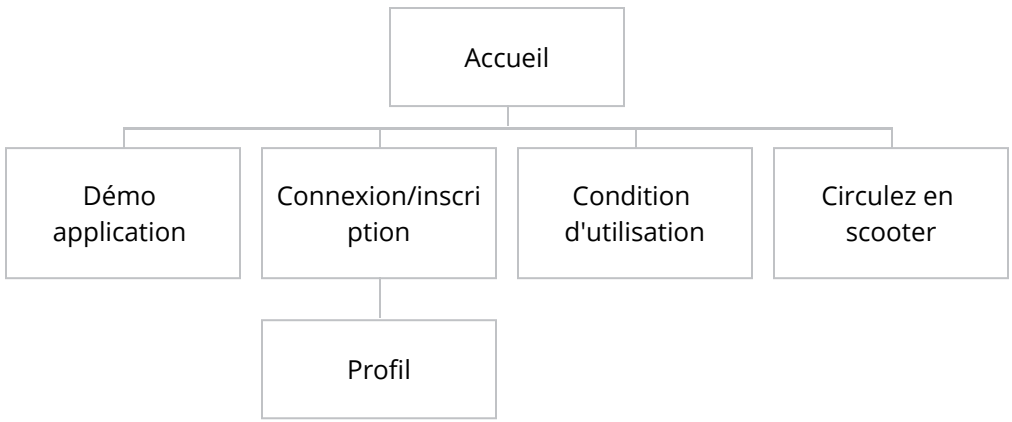 Accueil
Démo
application
Connexion/inscri
ption
Condition
d'utilisation
Circulez en
scooter
Profil